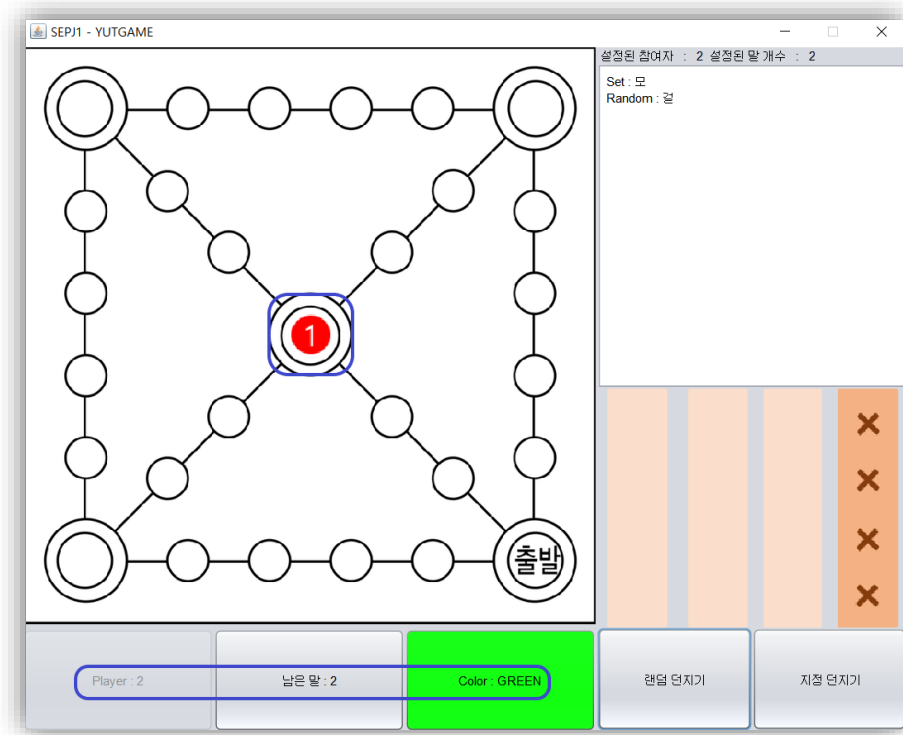 SEPJ1 - YUTGAME
설정된 참여자 : 2 설정된 말 개수 : 2
Set : 모
Random : 걸
1
출발
Player : 2
남은 말 : 2
Color : GREEN
랜덤 던지기
지정 던지기